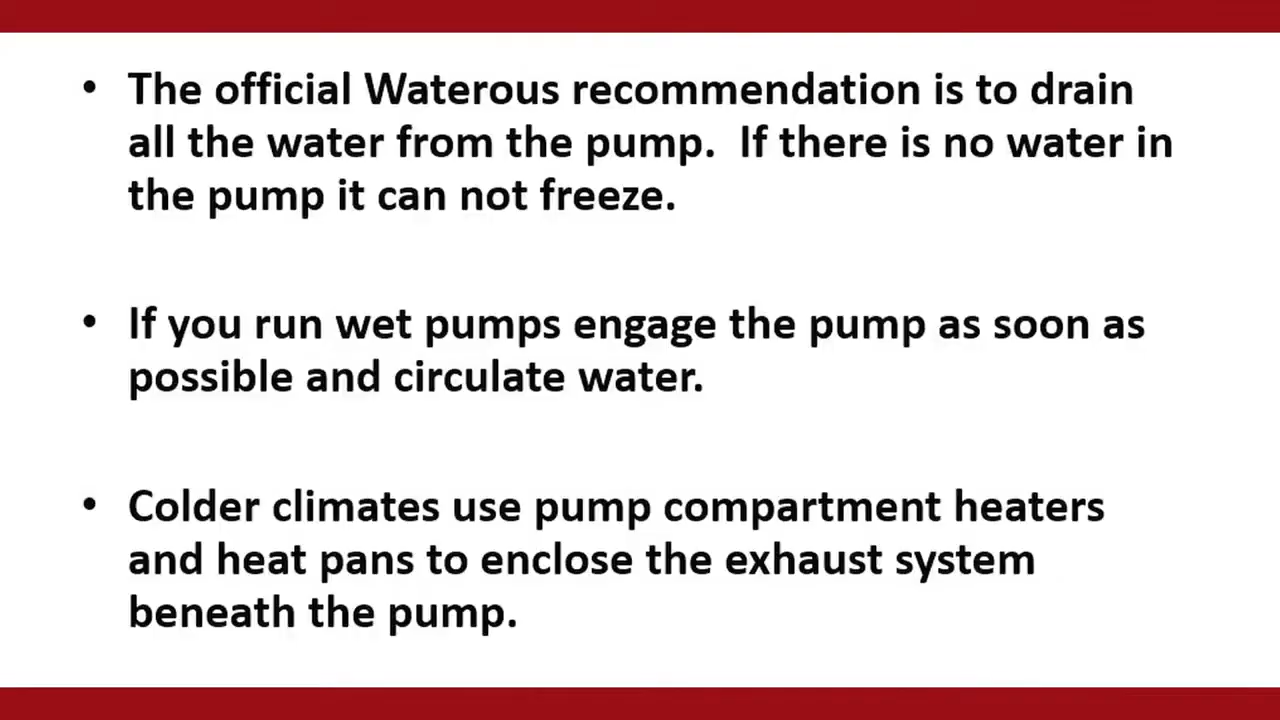 • The official Waterous recommendation is to drain
all the water from the pump.  If there is no water in
the pump it can not freeze.
• If you run wet pumps engage the pump as soon as
possible and circulate water.
• Colder climates use pump compartment heaters
and heat pans to enclose the exhaust system
beneath the pump.